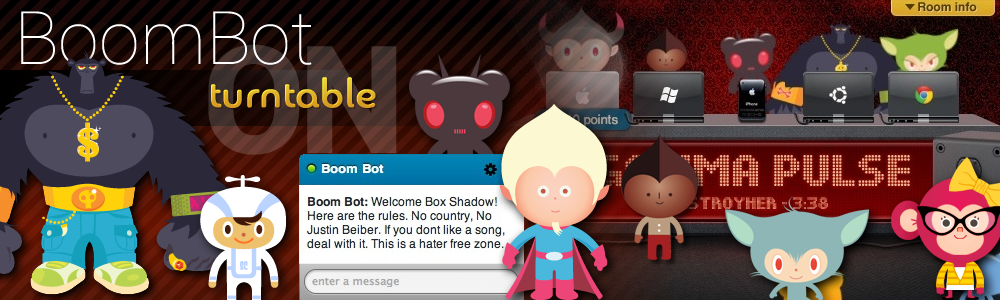 BoomBot
ON
turntable
Room info
iPhone
0 points
MA PULSE
STROYHER - 3:38
Boom Bot
Boom Bot: Welcome Box Shadow!
Here are the rules. No country, No
Justin Beiber. If you dont like a song,
deal with it. This is a hater free zone.
enter a message